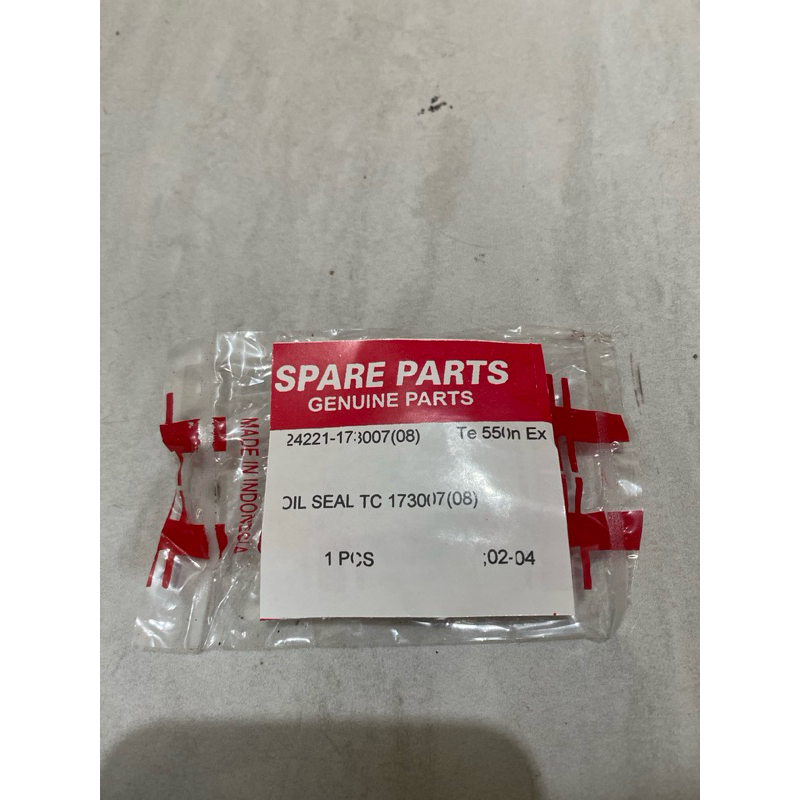 SPARE PARTS
GENUINE PARTS
24221-173007(08) Te 550n Ex
OIL SEAL TC 173007(08)
1 PCS ;02-04
MADE IN INDONESIA